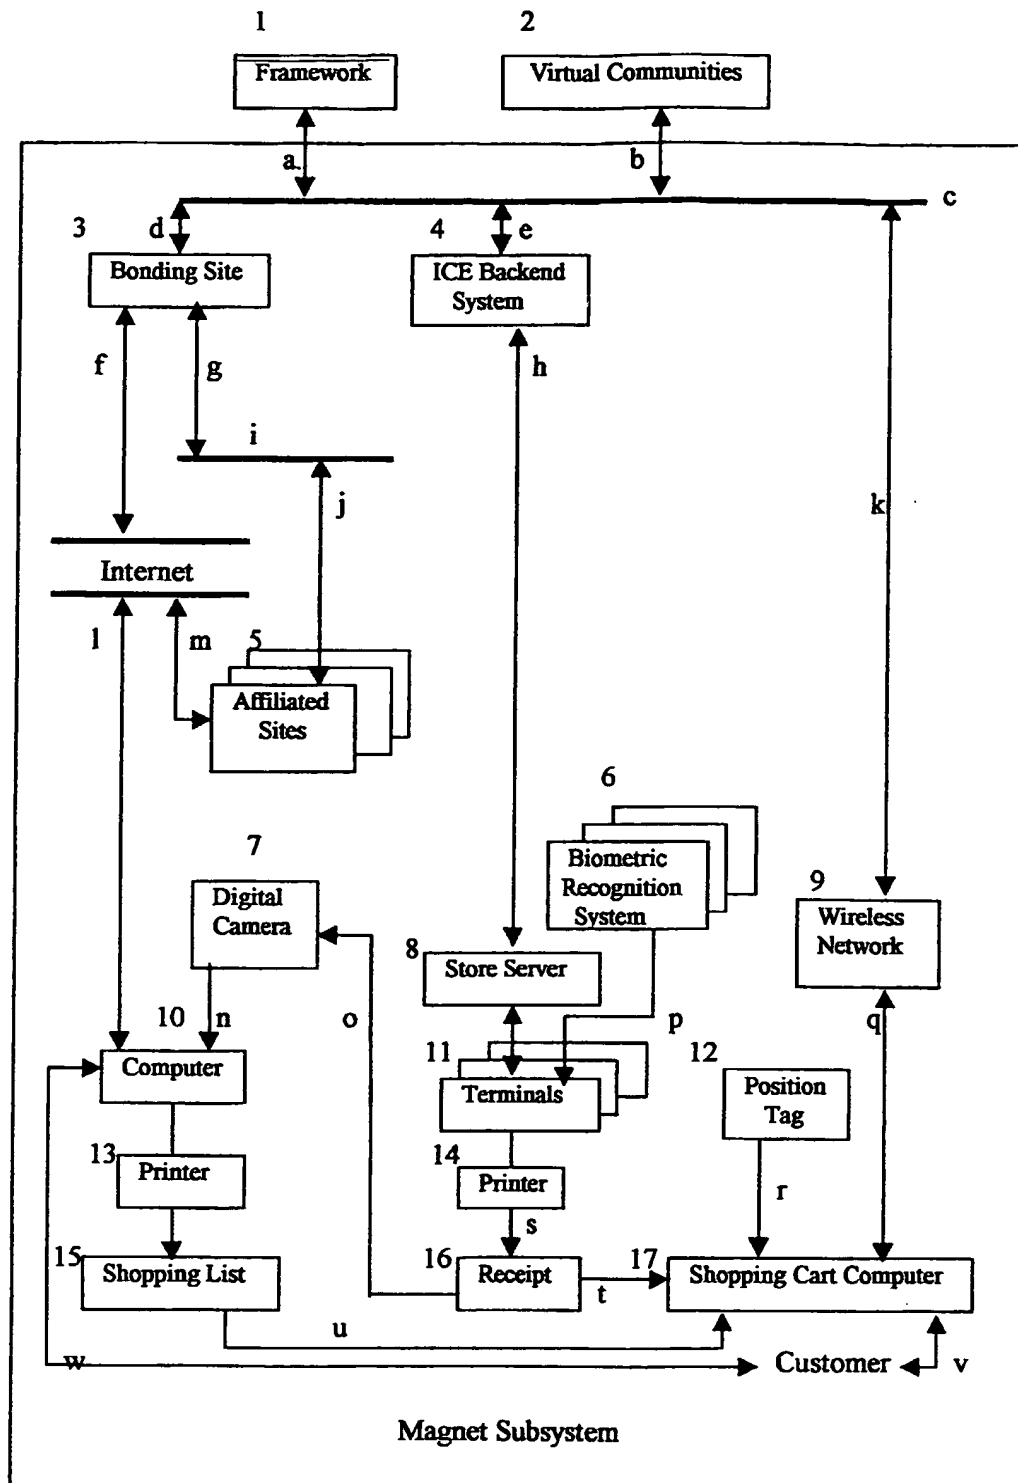 1
2
Framework
Virtual Communities
a
b
c
3
d
4
e
Bonding Site
ICE Backend
System
f
g
h
i
j
k
Internet
l
m
5
Affiliated
Sites
6
7
Biometric
Recognition
System
9
Digital
Camera
Wireless
Network
8
Store Server
10
n
o
p
q
11
12
Computer
Terminals
Position
Tag
13
Printer
14
Printer
r
s
15
Shopping List
16
Receipt
t
17
Shopping Cart Computer
u
w
Customer
v
Magnet Subsystem